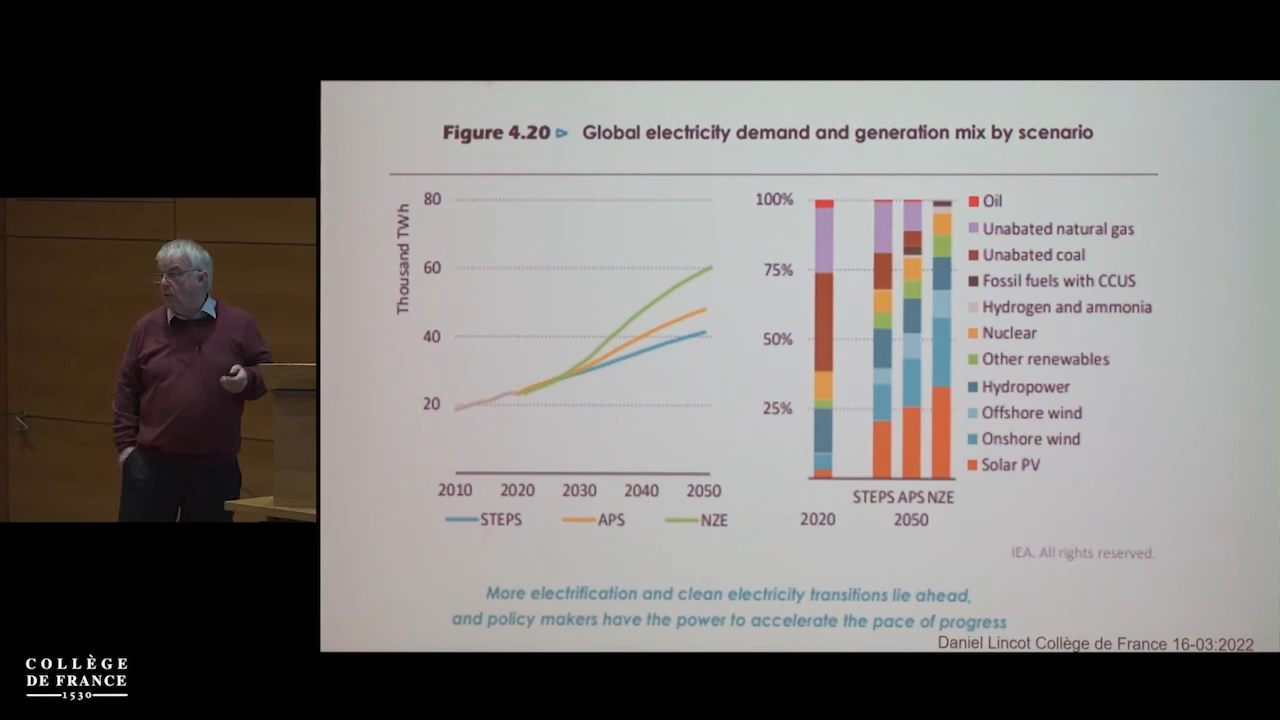 Figure 4.20 ▷ Global electricity demand and generation mix by scenario
Thousand TWh
80
60
40
20
2010 2020 2030 2040 2050
STEPS APS NZE
100%
75%
50%
25%
STEPS APS NZE
2020 2050
Oil
Unabated natural gas
Unabated coal
Fossil fuels with CCUS
Hydrogen and ammonia
Nuclear
Other renewables
Hydropower
Offshore wind
Onshore wind
Solar PV
IEA. All rights reserved.
More electrification and clean electricity transitions lie ahead,
and policy makers have the power to accelerate the pace of progress
Daniel Lincot Collège de France 16-03:2022
COLLÈGE
DE FRANCE
1530